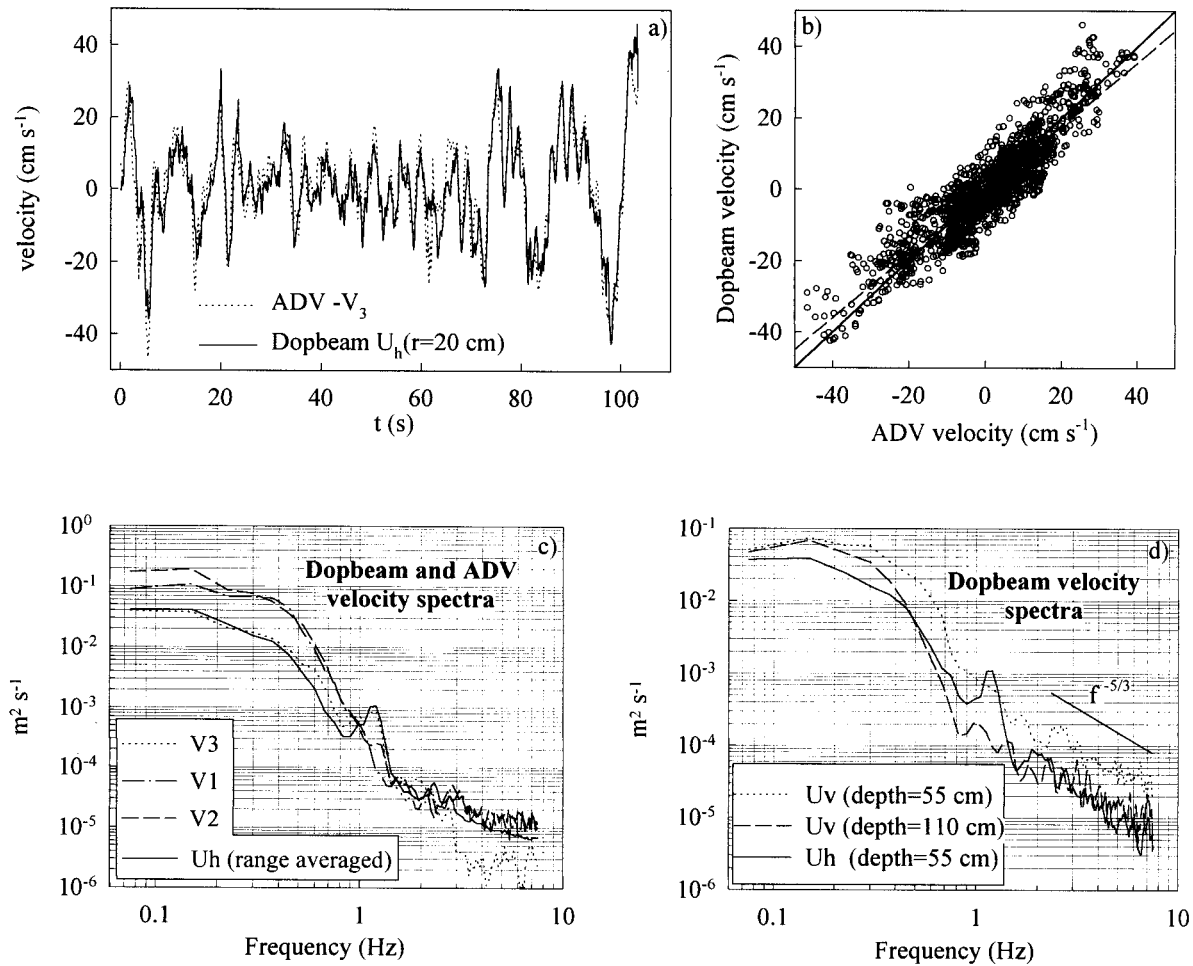 a)
40
20
0
-20
-40
velocity (cm s-1)
ADV -V3
Dopbeam Uh(r=20 cm)
0 20 40 60 80 100
t (s)
b)
40
20
0
-20
-40
Dopbeam velocity (cm s-1)
-40 -20 0 20 40
ADV velocity (cm s-1)
c)
Dopbeam and ADV
velocity spectra
10^0
10^-1
10^-2
10^-3
10^-4
10^-5
10^-6
m2 s-1
V3
V1
V2
Uh (range averaged)
0.1 1 10
Frequency (Hz)
d)
Dopbeam velocity
spectra
10^-1
10^-2
10^-3
10^-4
10^-5
10^-6
m2 s-1
f-5/3
Uv (depth=55 cm)
Uv (depth=110 cm)
Uh (depth=55 cm)
0.1 1 10
Frequency (Hz)